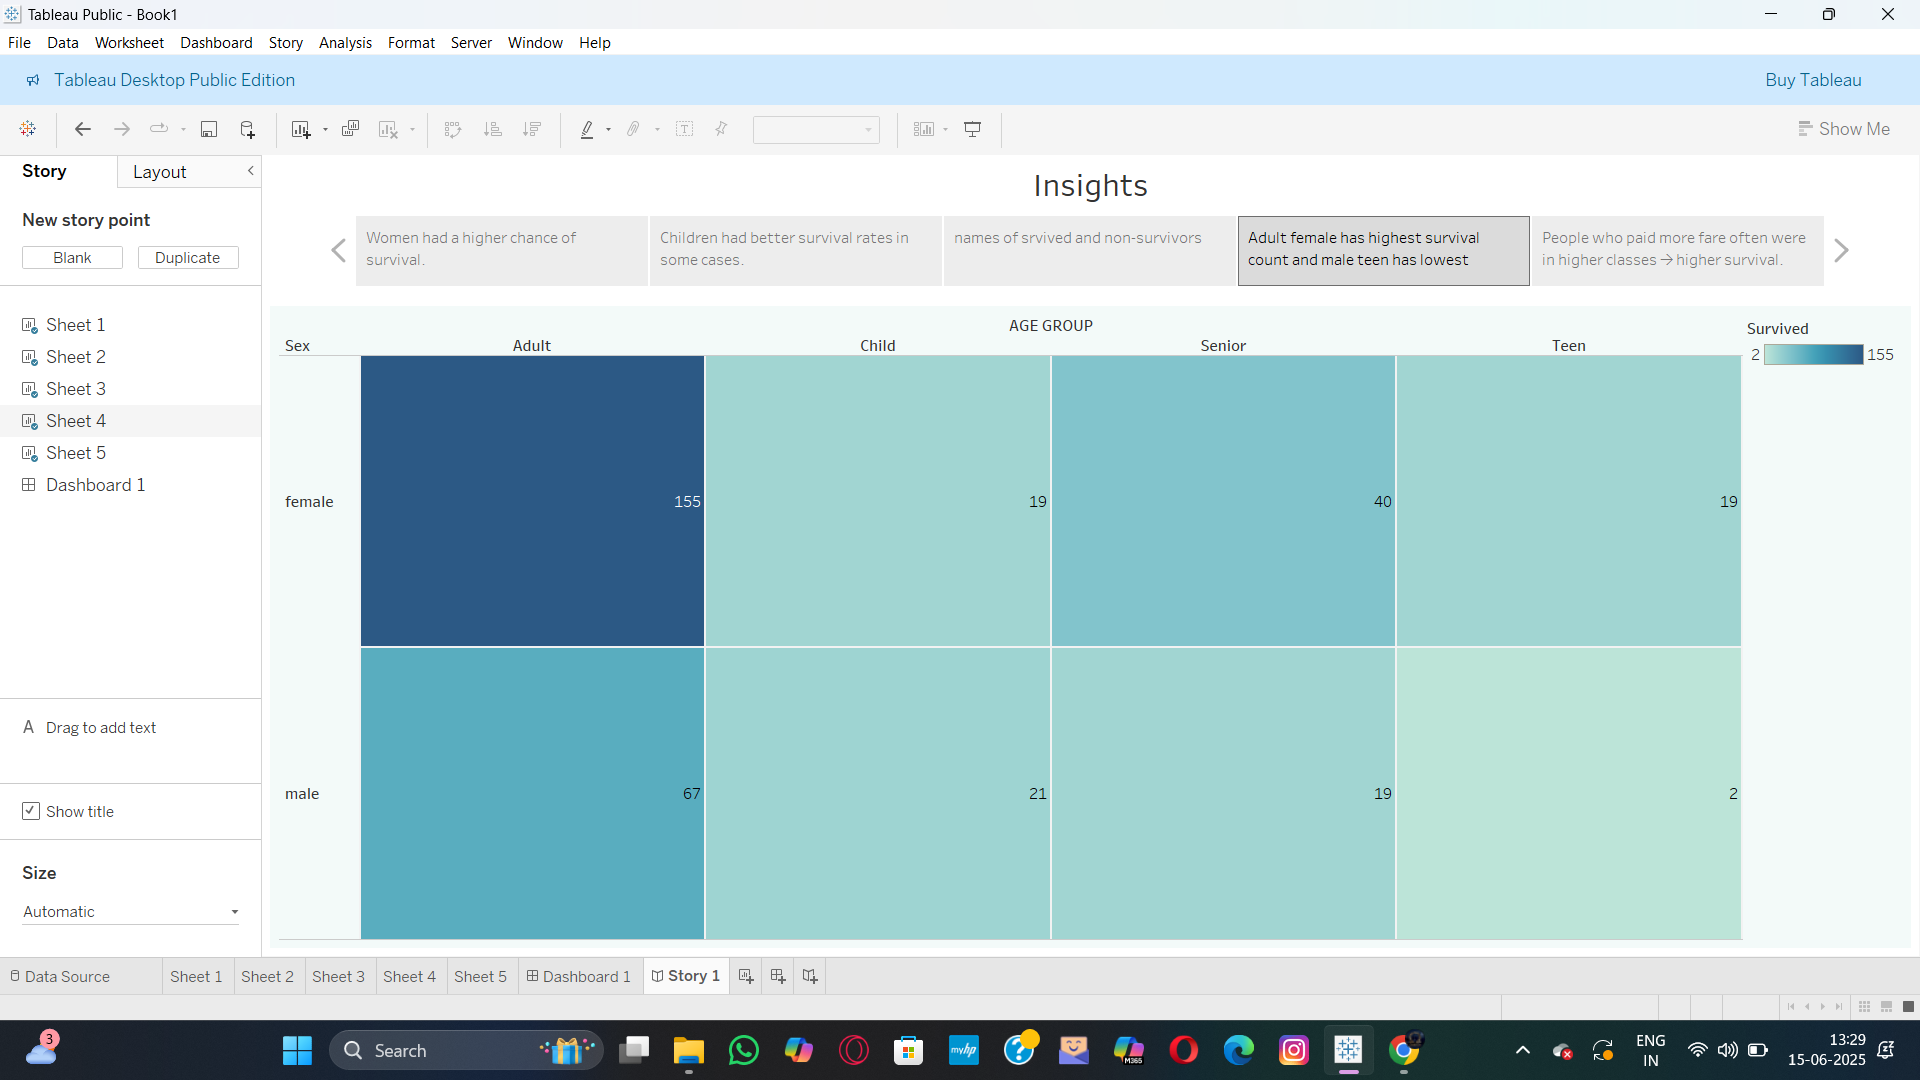 Tableau Public - Book1
File Data Worksheet Dashboard Story Analysis Format Server Window Help
Tableau Desktop Public Edition
Buy Tableau
Show Me
Story
Layout
New story point
Blank
Duplicate
Sheet 1
Sheet 2
Sheet 3
Sheet 4
Sheet 5
Dashboard 1
A Drag to add text
Show title
Size
Automatic
Insights
Women had a higher chance of
survival.
Children had better survival rates in
some cases.
names of srvived and non-survivors
Adult female has highest survival
count and male teen has lowest
People who paid more fare often were
in higher classes → higher survival.
AGE GROUP
Sex Adult Child Senior Teen
female 155 19 40 19
male 67 21 19 2
Survived
2 155
Data Source Sheet 1 Sheet 2 Sheet 3 Sheet 4 Sheet 5 Dashboard 1 Story 1
3
Search
myhp
M365
ENG
IN
13:29
15-06-2025